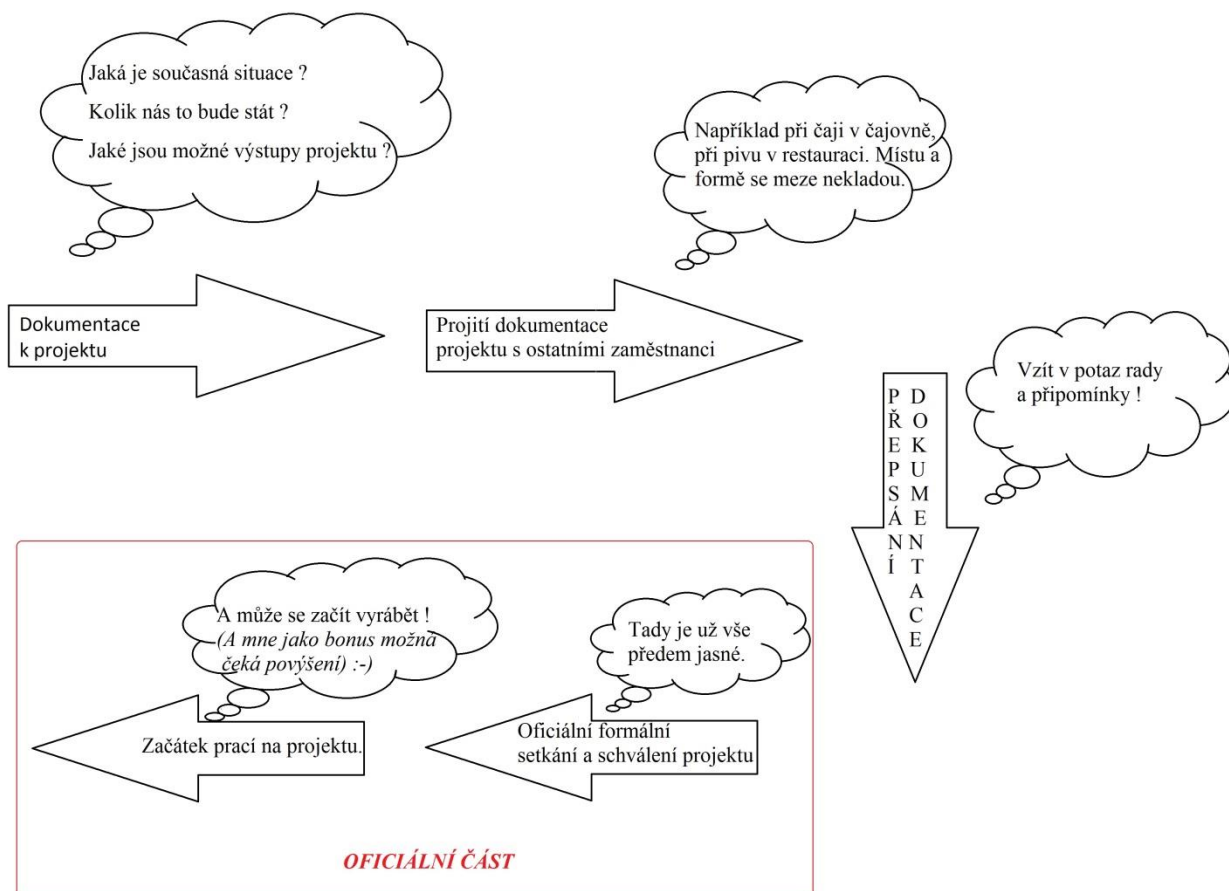 Jaká je současná situace ?
Kolik nás to bude stát ?
Jaké jsou možné výstupy projektu ?
Například při čaji v čajovně,
při pivu v restauraci. Místu a
formě se meze nekladou.
Dokumentace
k projektu
Projití dokumentace
projektu s ostatními zaměstnanci
Vzít v potaz rady
a připomínky !
PŘEPSÁNÍ
DOKUMENTACE
Tady je už vše
předem jasné.
Oficiální formální
setkání a schválení projektu
A může se začít vyrábět !
(A mne jako bonus možná
čeká povýšení) :-)
Začátek prací na projektu.
OFICIÁLNÍ ČÁST